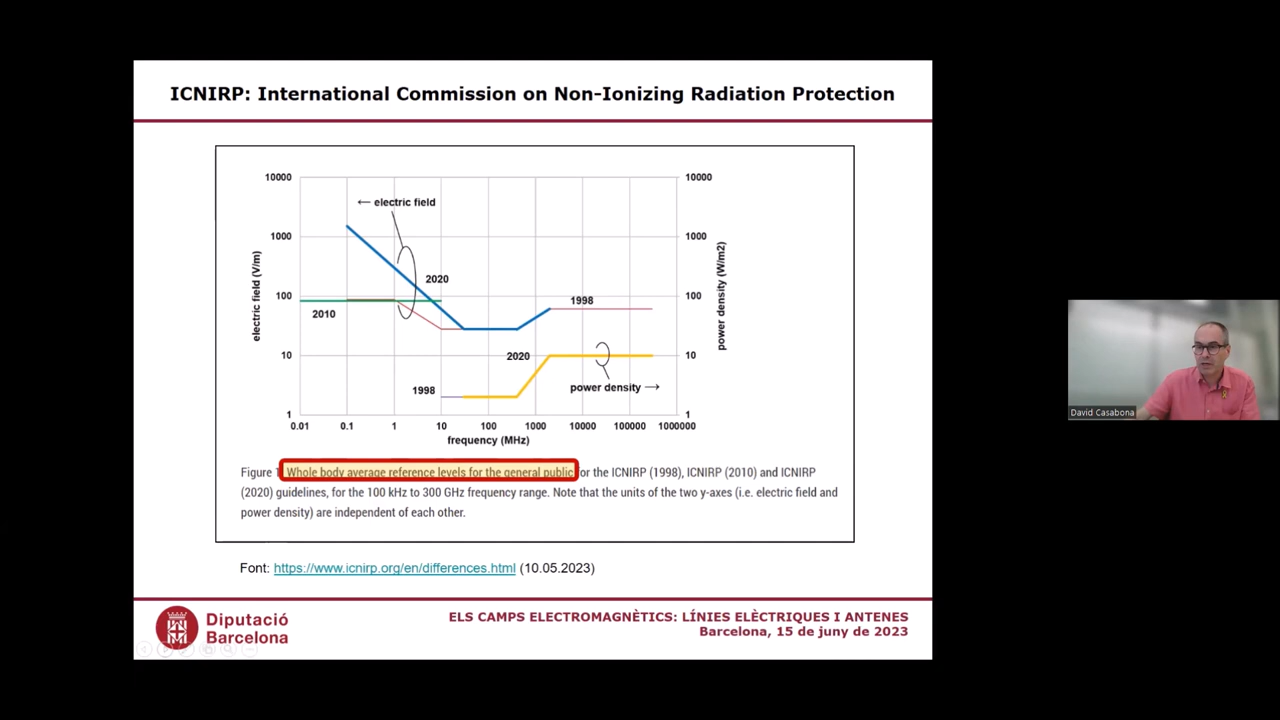 ICNIRP: International Commission on Non-Ionizing Radiation Protection
10000
1000
100
10
1
electric field (V/m)
← electric field
2020
2010
1998
2020
1998
power density →
10000
1000
100
10
1
power density (W/m2)
0.01 0.1 1 10 100 1000 10000 100000 1000000
frequency (MHz)
Figure 1 Whole body average reference levels for the general public for the ICNIRP (1998), ICNIRP (2010) and ICNIRP
(2020) guidelines, for the 100 kHz to 300 GHz frequency range. Note that the units of the two y-axes (i.e. electric field and
power density) are independent of each other.
Font: https://www.icnirp.org/en/differences.html (10.05.2023)
Diputació
Barcelona
ELS CAMPS ELECTROMAGNÈTICS: LÍNIES ELÈCTRIQUES I ANTENES
Barcelona, 15 de juny de 2023
David Casabona